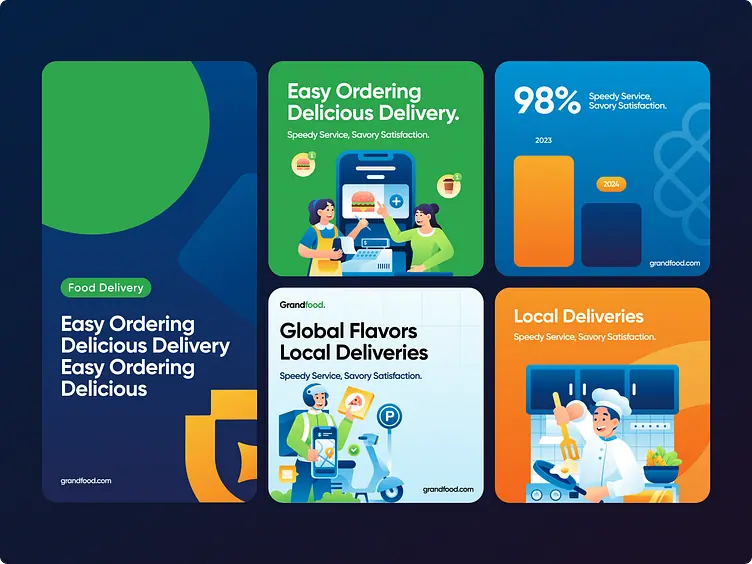 Food Delivery
Easy Ordering
Delicious Delivery
Easy Ordering
Delicious
grandfood.com
Easy Ordering
Delicious Delivery.
Speedy Service, Savory Satisfaction.
1
1
98%
Speedy Service,
Savory Satisfaction.
2023
2024
grandfood.com
Grandfood.
Global Flavors
Local Deliveries
Speedy Service, Savory Satisfaction.
P
grandfood.com
Local Deliveries
Speedy Service, Savory Satisfaction.